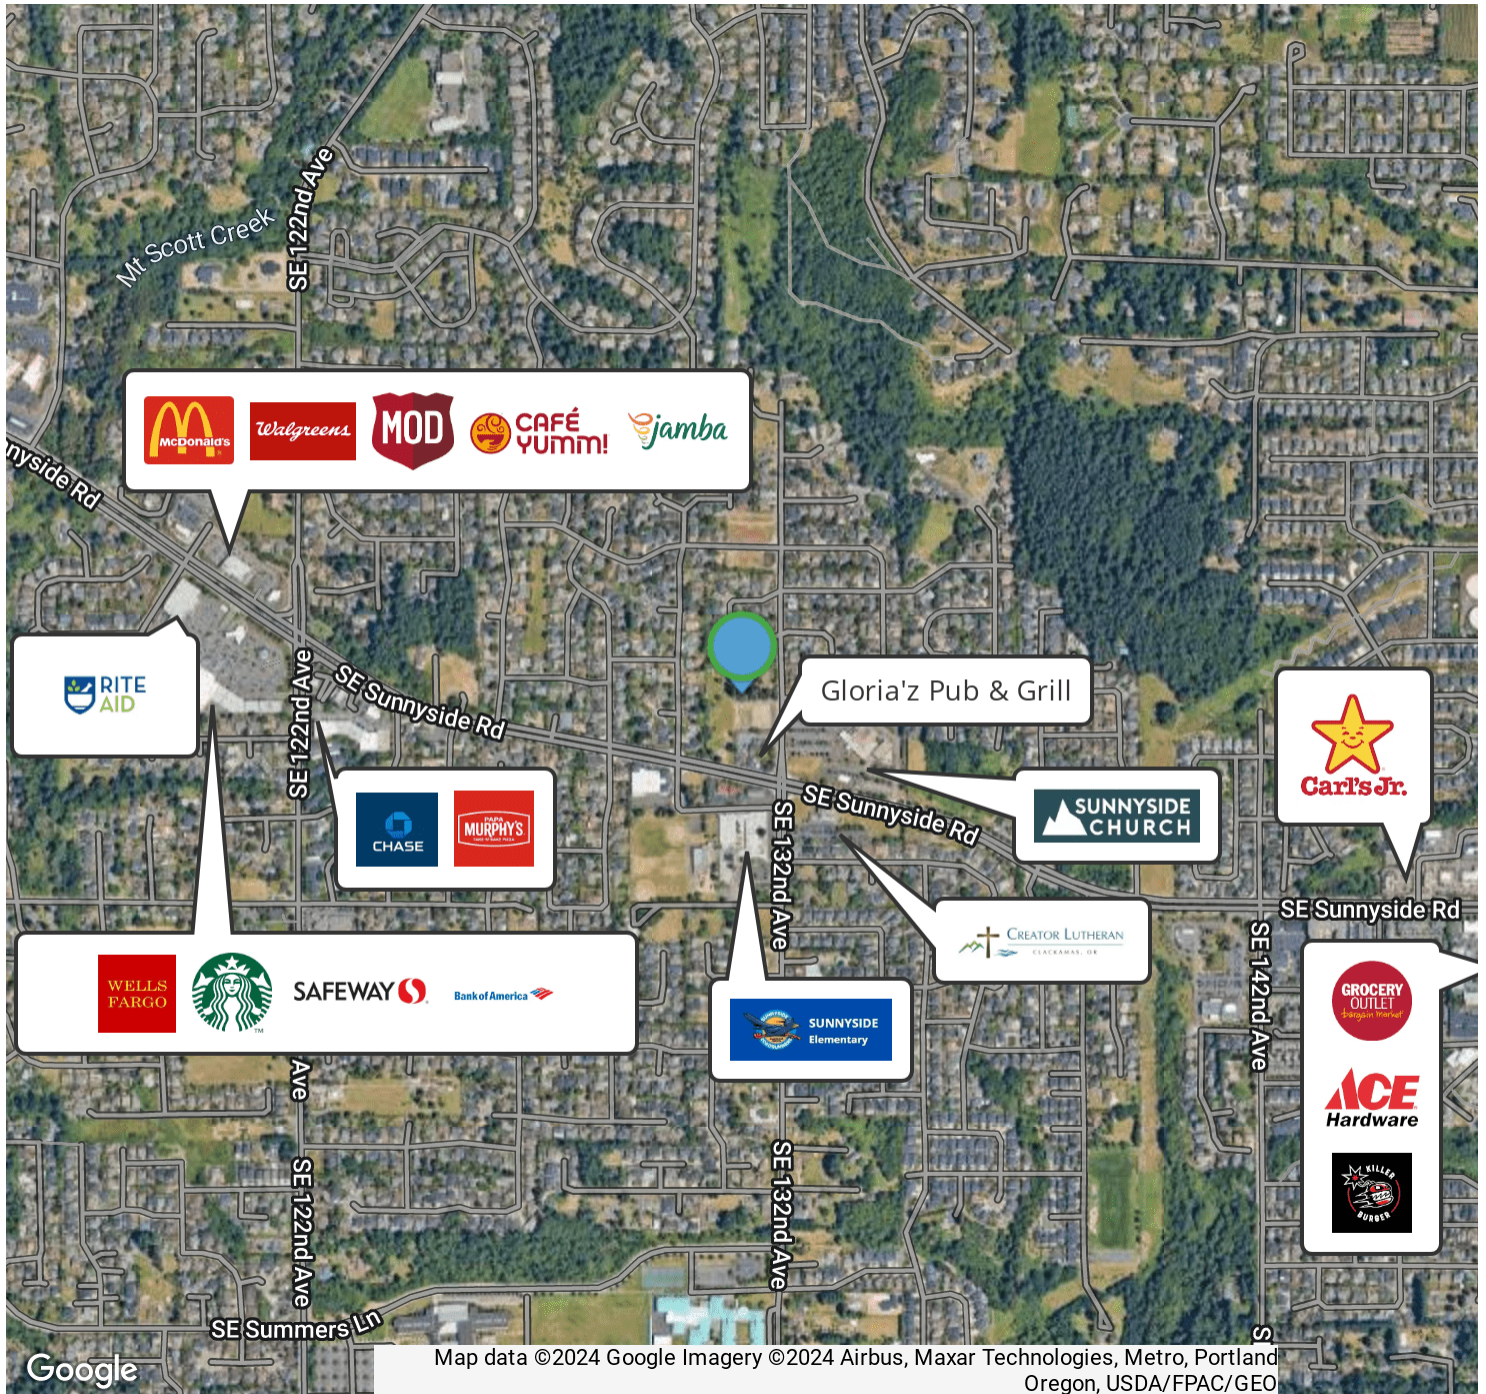 SE 122nd Ave
Mt Scott Creek
McDonald's
Walgreens
MOD
CAFÉ
YUMM!
jamba
nnyside Rd
RITE
AID
SE 122nd Ave
SE Sunnyside Rd
Gloria'z Pub & Grill
Carl's Jr.
CHASE
PAPA
MURPHY'S
SE 132nd Ave
SE Sunnyside Rd
SUNNYSIDE
CHURCH
SE Sunnyside Rd
CREATOR LUTHERAN
CLACKAMAS, OR
WELLS
FARGO
TM
SAFEWAY
Bank of America
SUNNYSIDE
Elementary
SE 142nd Ave
GROCERY
OUTLET
bargain market
ACE
Hardware
KILLER
BURGER
Ave
SE 122nd Ave
SE 132nd Ave
SE Summers Ln
S
Google
Map data ©2024 Google Imagery ©2024 Airbus, Maxar Technologies, Metro, Portland
Oregon, USDA/FPAC/GEO